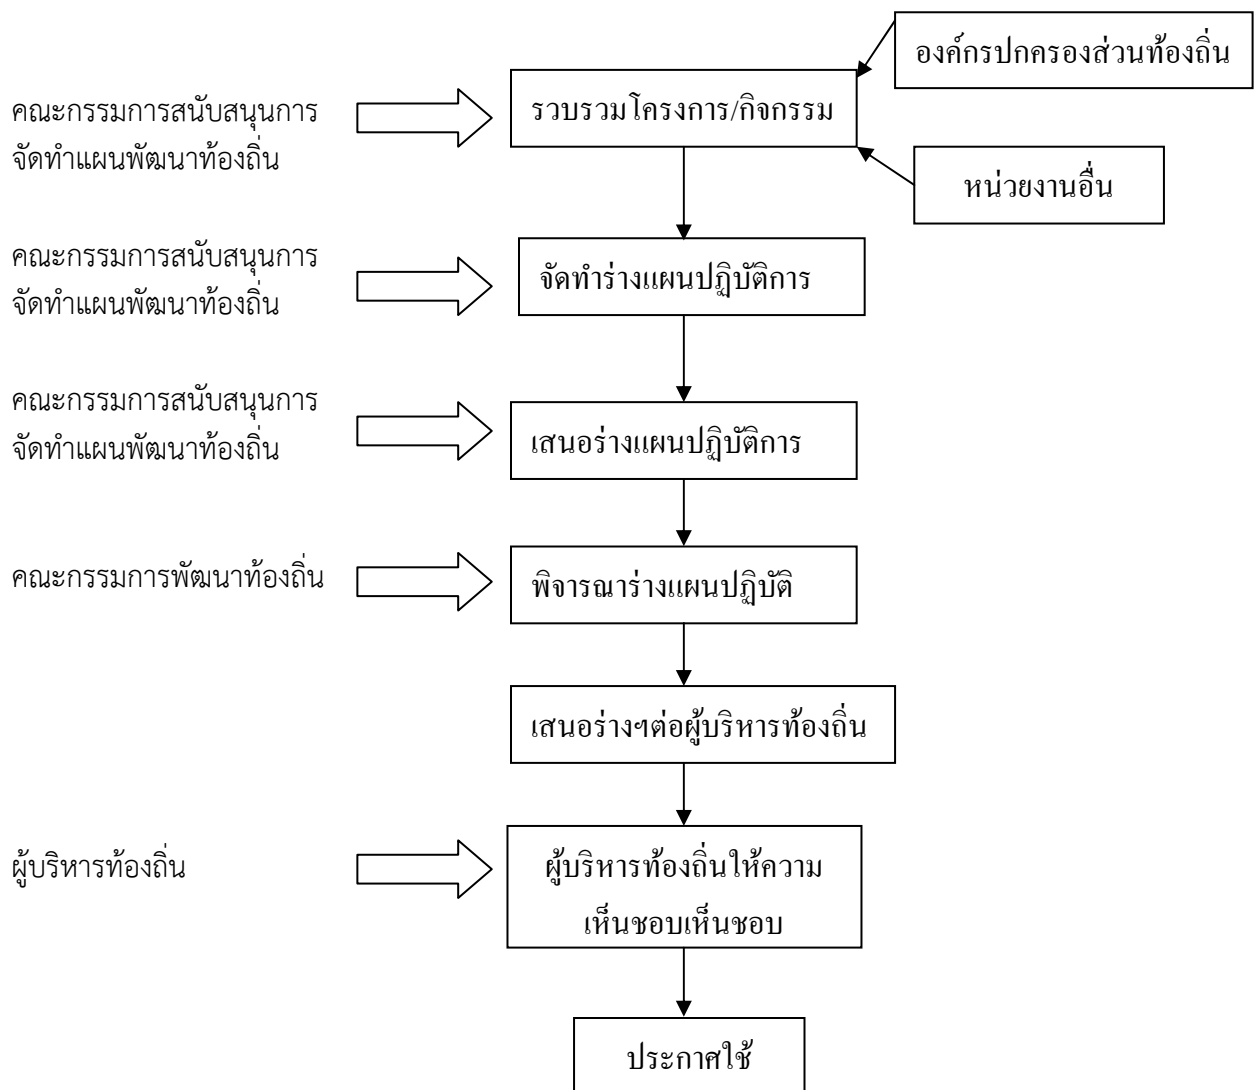 องค์กรปกครองส่วนท้องถิ่น
คณะกรรมการสนับสนุนการ
จัดทำแผนพัฒนาท้องถิ่น
รวบรวมโครงการ/กิจกรรม
หน่วยงานอื่น
คณะกรรมการสนับสนุนการ
จัดทำแผนพัฒนาท้องถิ่น
จัดทำร่างแผนปฏิบัติการ
คณะกรรมการสนับสนุนการ
จัดทำแผนพัฒนาท้องถิ่น
เสนอร่างแผนปฏิบัติการ
คณะกรรมการพัฒนาท้องถิ่น
พิจารณาร่างแผนปฏิบัติ
เสนอร่างฯต่อผู้บริหารท้องถิ่น
ผู้บริหารท้องถิ่น
ผู้บริหารท้องถิ่นให้ความ
เห็นชอบเห็นชอบ
ประกาศใช้